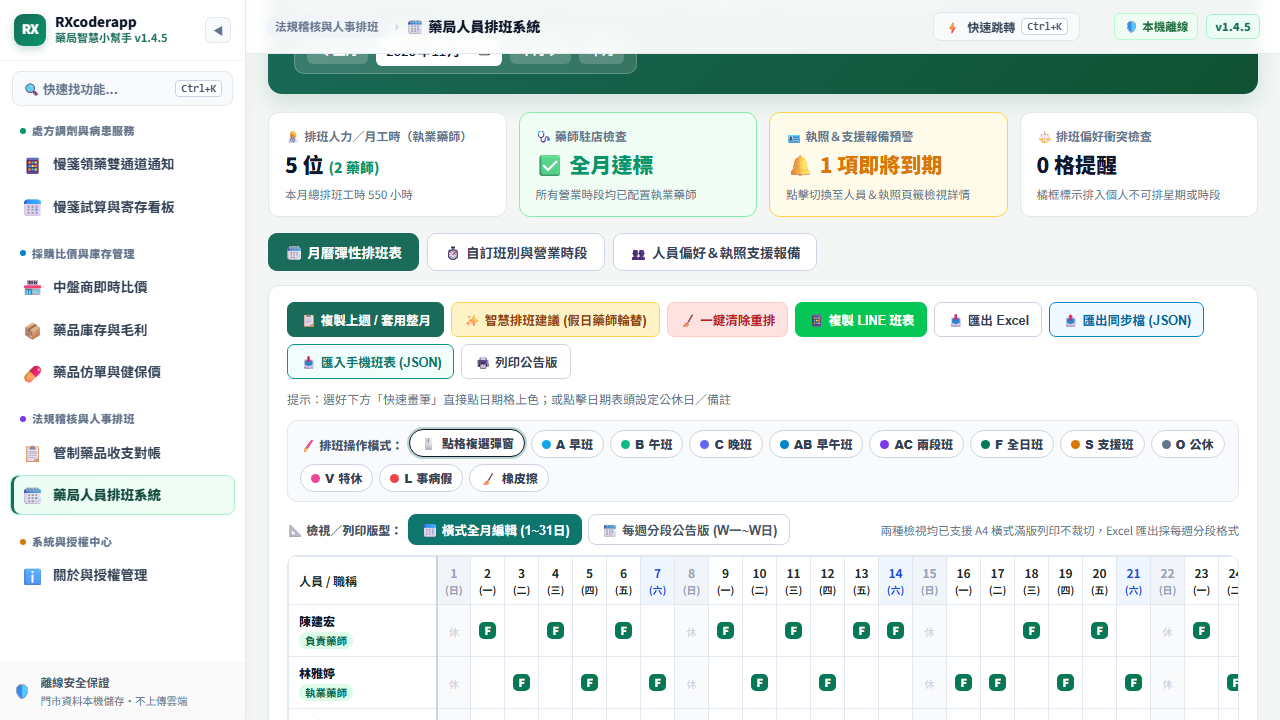 RX RXcoderapp
藥局智慧小幫手 v1.4.5
◀
法規稽核與人事排班 › 藥局人員排班系統
快速跳轉 Ctrl+K
本機離線
v1.4.5
快速找功能... Ctrl+K
處方調劑與病患服務
慢箋領藥雙通道通知
慢箋試算與寄存看板
採購比價與庫存管理
中盤商即時比價
藥品庫存與毛利
藥品仿單與健保價
法規稽核與人事排班
管制藥品收支對帳
藥局人員排班系統
系統與授權中心
關於與授權管理
離線安全保證
門市資料本機儲存・不上傳雲端
排班人力／月工時（執業藥師）
5 位 (2 藥師)
本月總排班工時 550 小時
藥師駐店檢查
全月達標
所有營業時段均已配置執業藥師
執照&支援報備預警
1 項即將到期
點擊切換至人員&執照頁籤檢視詳情
排班偏好衝突檢查
0 格提醒
橘框標示排入個人不可排星期或時段
月曆彈性排班表
自訂班別與營業時段
人員偏好&執照支援報備
複製上週 / 套用整月
智慧排班建議 (假日藥師輪替)
一鍵清除重排
複製 LINE 班表
匯出 Excel
匯出同步檔 (JSON)
匯入手機班表 (JSON)
列印公告版
提示：選好下方「快速畫筆」直接點日期格上色；或點擊日期表頭設定公休日／備註
排班操作模式： 點格複選彈窗 A 早班 B 午班 C 晚班 AB 早午班 AC 兩段班 F 全日班 S 支援班 O 公休
V 特休 L 事病假 橡皮擦
檢視／列印版型： 橫式全月編輯 (1~31日) 每週分段公告版 (W一~W日) 兩種檢視均已支援 A4 橫式滿版列印不裁切，Excel 匯出採每週分段格式
人員 / 職稱 1 2 3 4 5 6 7 8 9 10 11 12 13 14 15 16 17 18 19 20 21 22 23
(日) (一) (二) (三) (四) (五) (六) (日) (一) (二) (三) (四) (五) (六) (日) (一) (二) (三) (四) (五) (六) (日) (一)
陳建宏
負責藥師
休 F F F 休 F F F F 休 F F 休 F
林雅婷
執業藥師
休 F F F 休 F F 休 F F F F 休 F